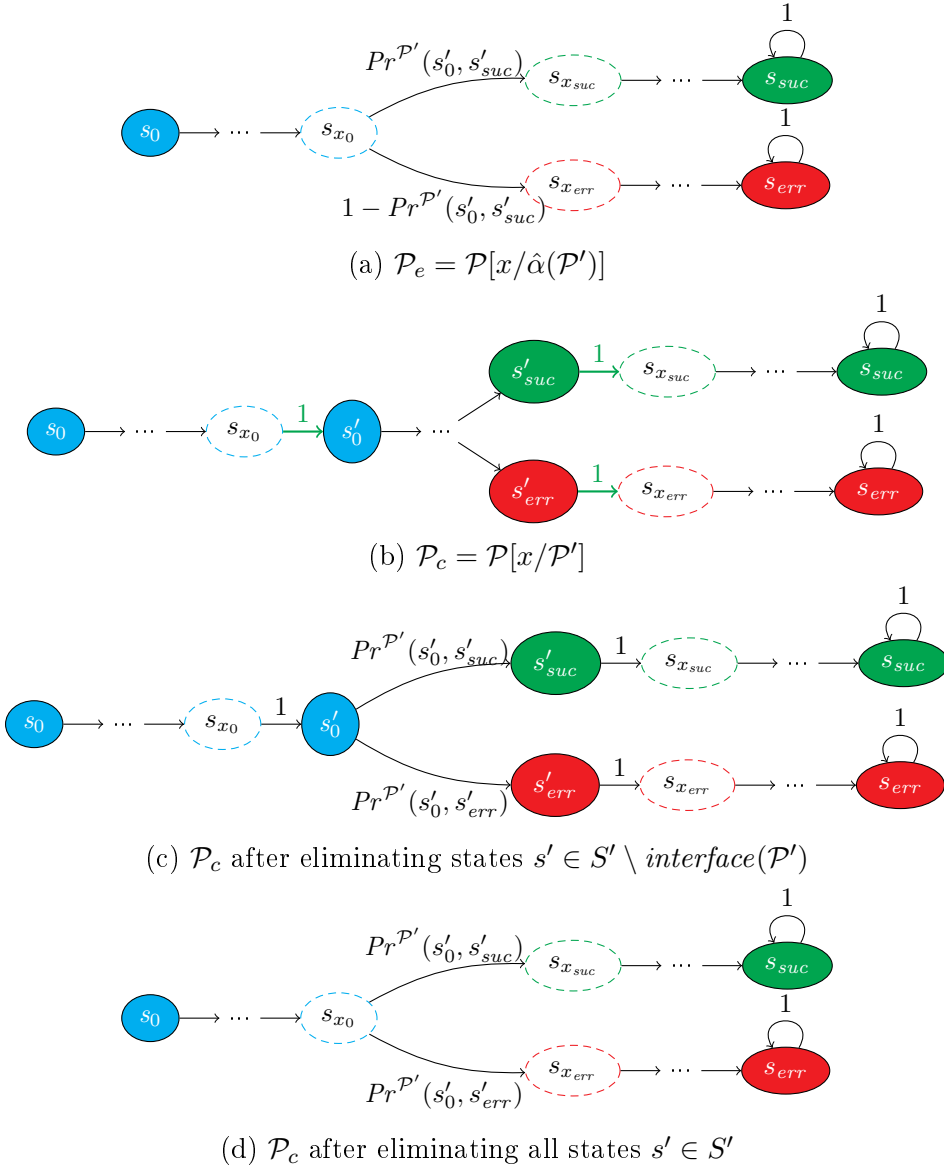 1
Pr^{𝒫'}(s'_0, s'_{suc})
s_{x_{suc}} ... s_{suc}
s_0 ... s_{x_0}
1
s_{x_{err}} ... s_{err}
1 − Pr^{𝒫'}(s'_0, s'_{suc})
(a) 𝒫_e = 𝒫[x/α̂(𝒫')]
1
s'_{suc} 1 s_{x_{suc}} ... s_{suc}
s_0 ... s_{x_0} 1 s'_0 ...
1
s'_{err} 1 s_{x_{err}} ... s_{err}
(b) 𝒫_c = 𝒫[x/𝒫']
1
Pr^{𝒫'}(s'_0, s'_{suc})
s'_{suc} 1 s_{x_{suc}} ... s_{suc}
s_0 ... s_{x_0} 1 s'_0
1
s'_{err} 1 s_{x_{err}} ... s_{err}
Pr^{𝒫'}(s'_0, s'_{err})
(c) 𝒫_c after eliminating states s' ∈ S' \ interface(𝒫')
1
Pr^{𝒫'}(s'_0, s'_{suc})
s_{x_{suc}} ... s_{suc}
s_0 ... s_{x_0}
1
s_{x_{err}} ... s_{err}
Pr^{𝒫'}(s'_0, s'_{err})
(d) 𝒫_c after eliminating all states s' ∈ S'